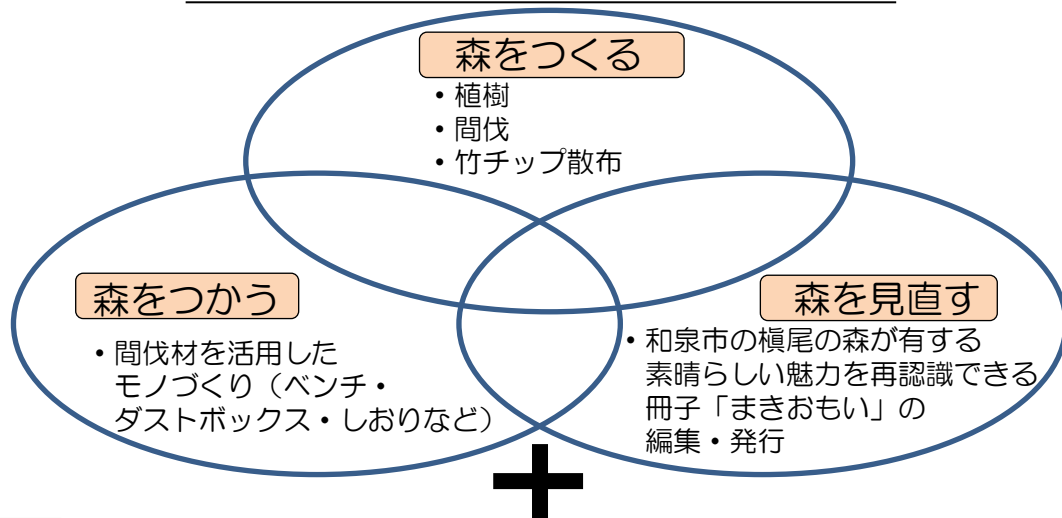 森をつくる
・植樹
・間伐
・竹チップ散布
森をつかう
・間伐材を活用した
モノづくり（ベンチ・
ダストボックス・しおりなど）
森を見直す
・和泉市の槇尾の森が有する
素晴らしい魅力を再認識できる
冊子「まきおもい」の
編集・発行